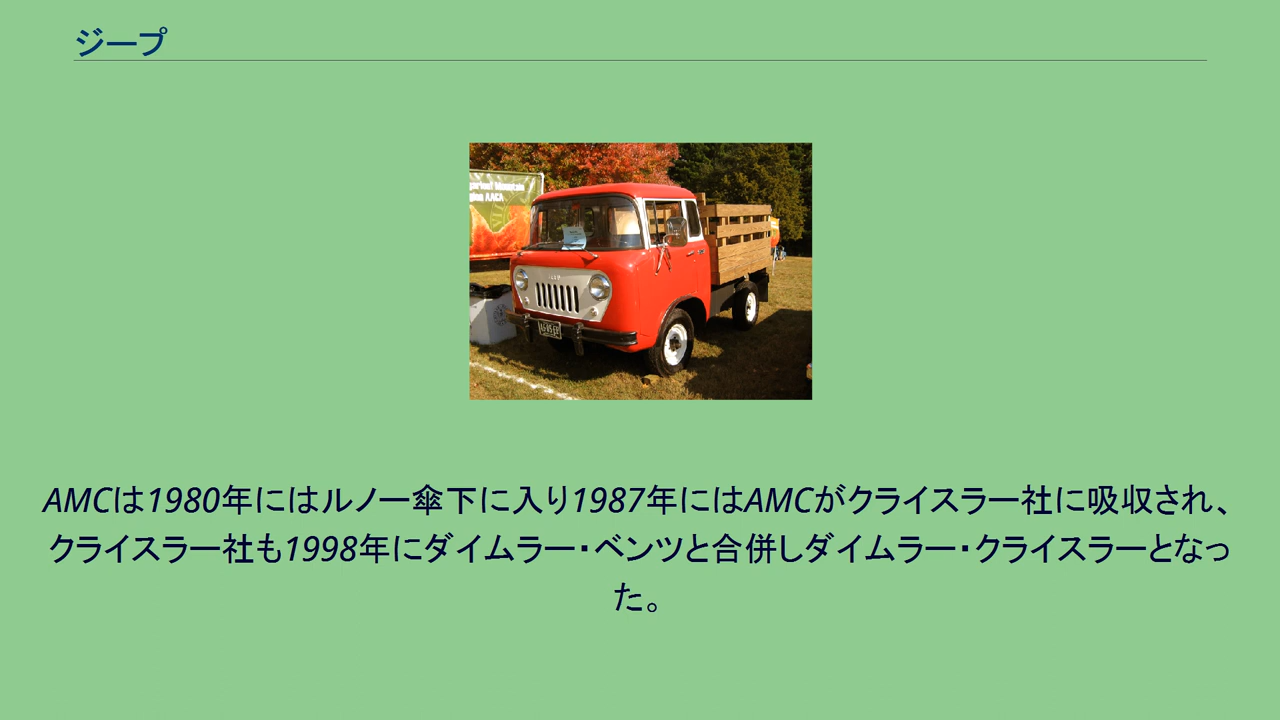 ジープ
AMCは1980年にはルノー傘下に入り1987年にはAMCがクライスラー社に吸収され、
クライスラー社も1998年にダイムラー・ベンツと合併しダイムラー・クライスラーとなっ
た。